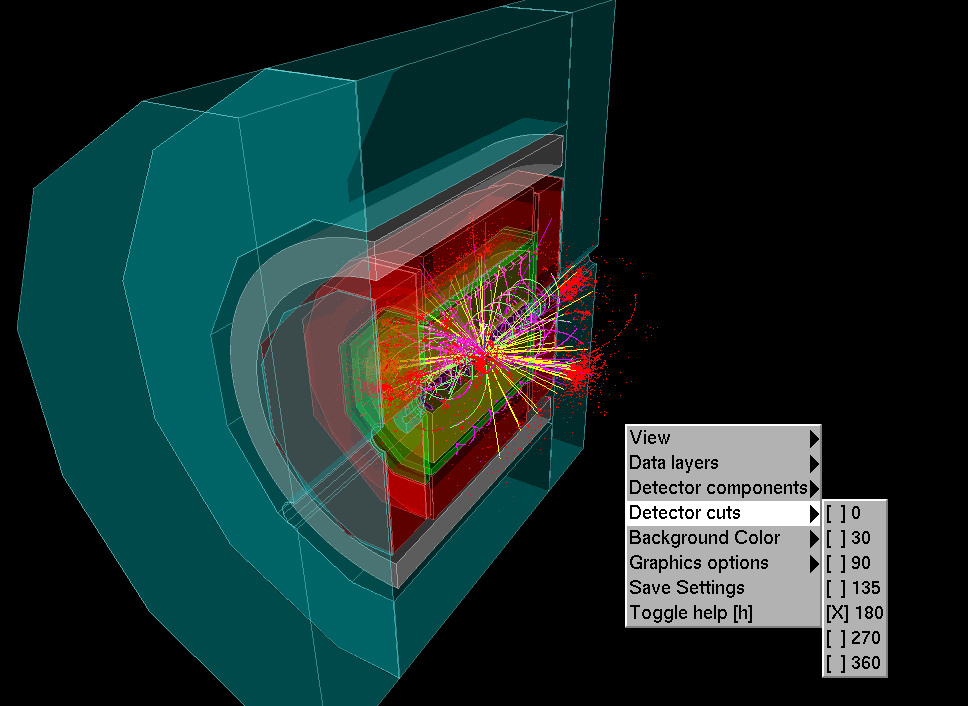 View
Data layers
Detector components
Detector cuts
Background Color
Graphics options
Save Settings
Toggle help [h]
[ ] 0
[ ] 30
[ ] 90
[ ] 135
[X] 180
[ ] 270
[ ] 360